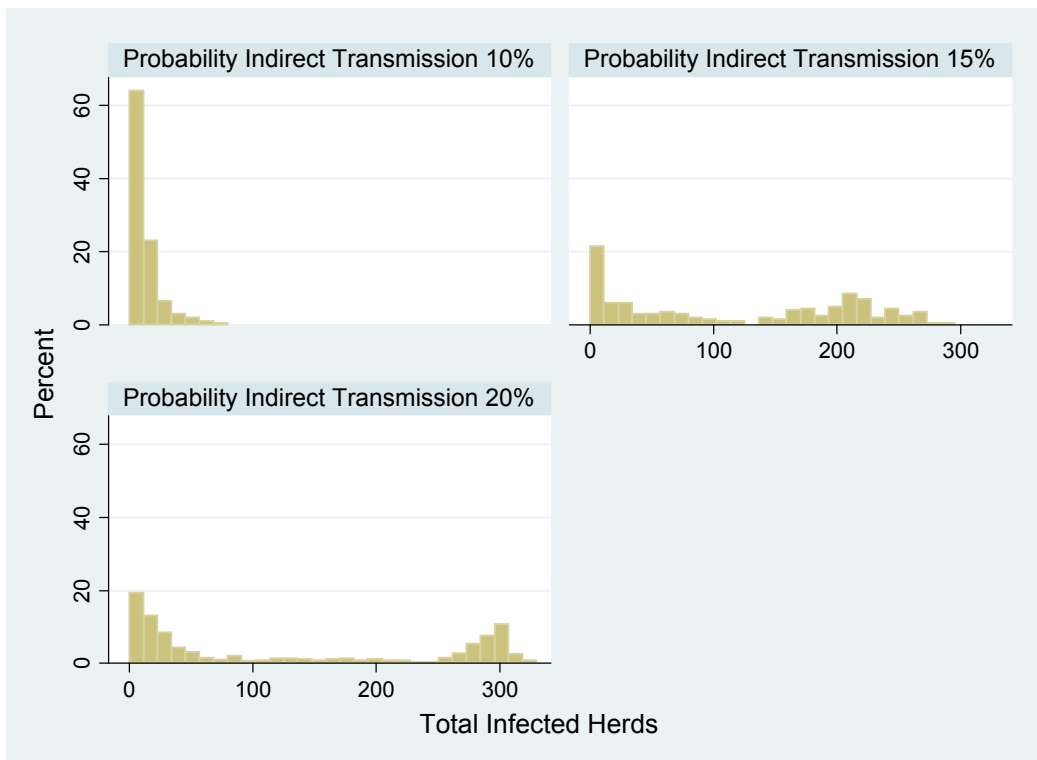 Probability Indirect Transmission 10%
Probability Indirect Transmission 15%
60
40
20
0
0 100 200 300
Percent
Probability Indirect Transmission 20%
60
40
20
0
0 100 200 300
Total Infected Herds